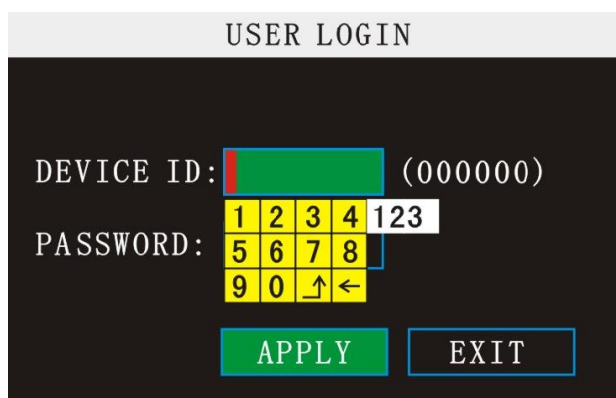 USER LOGIN
DEVICE ID: (000000)
1 2 3 4 123
PASSWORD: 5 6 7 8
9 0 ←
APPLY EXIT